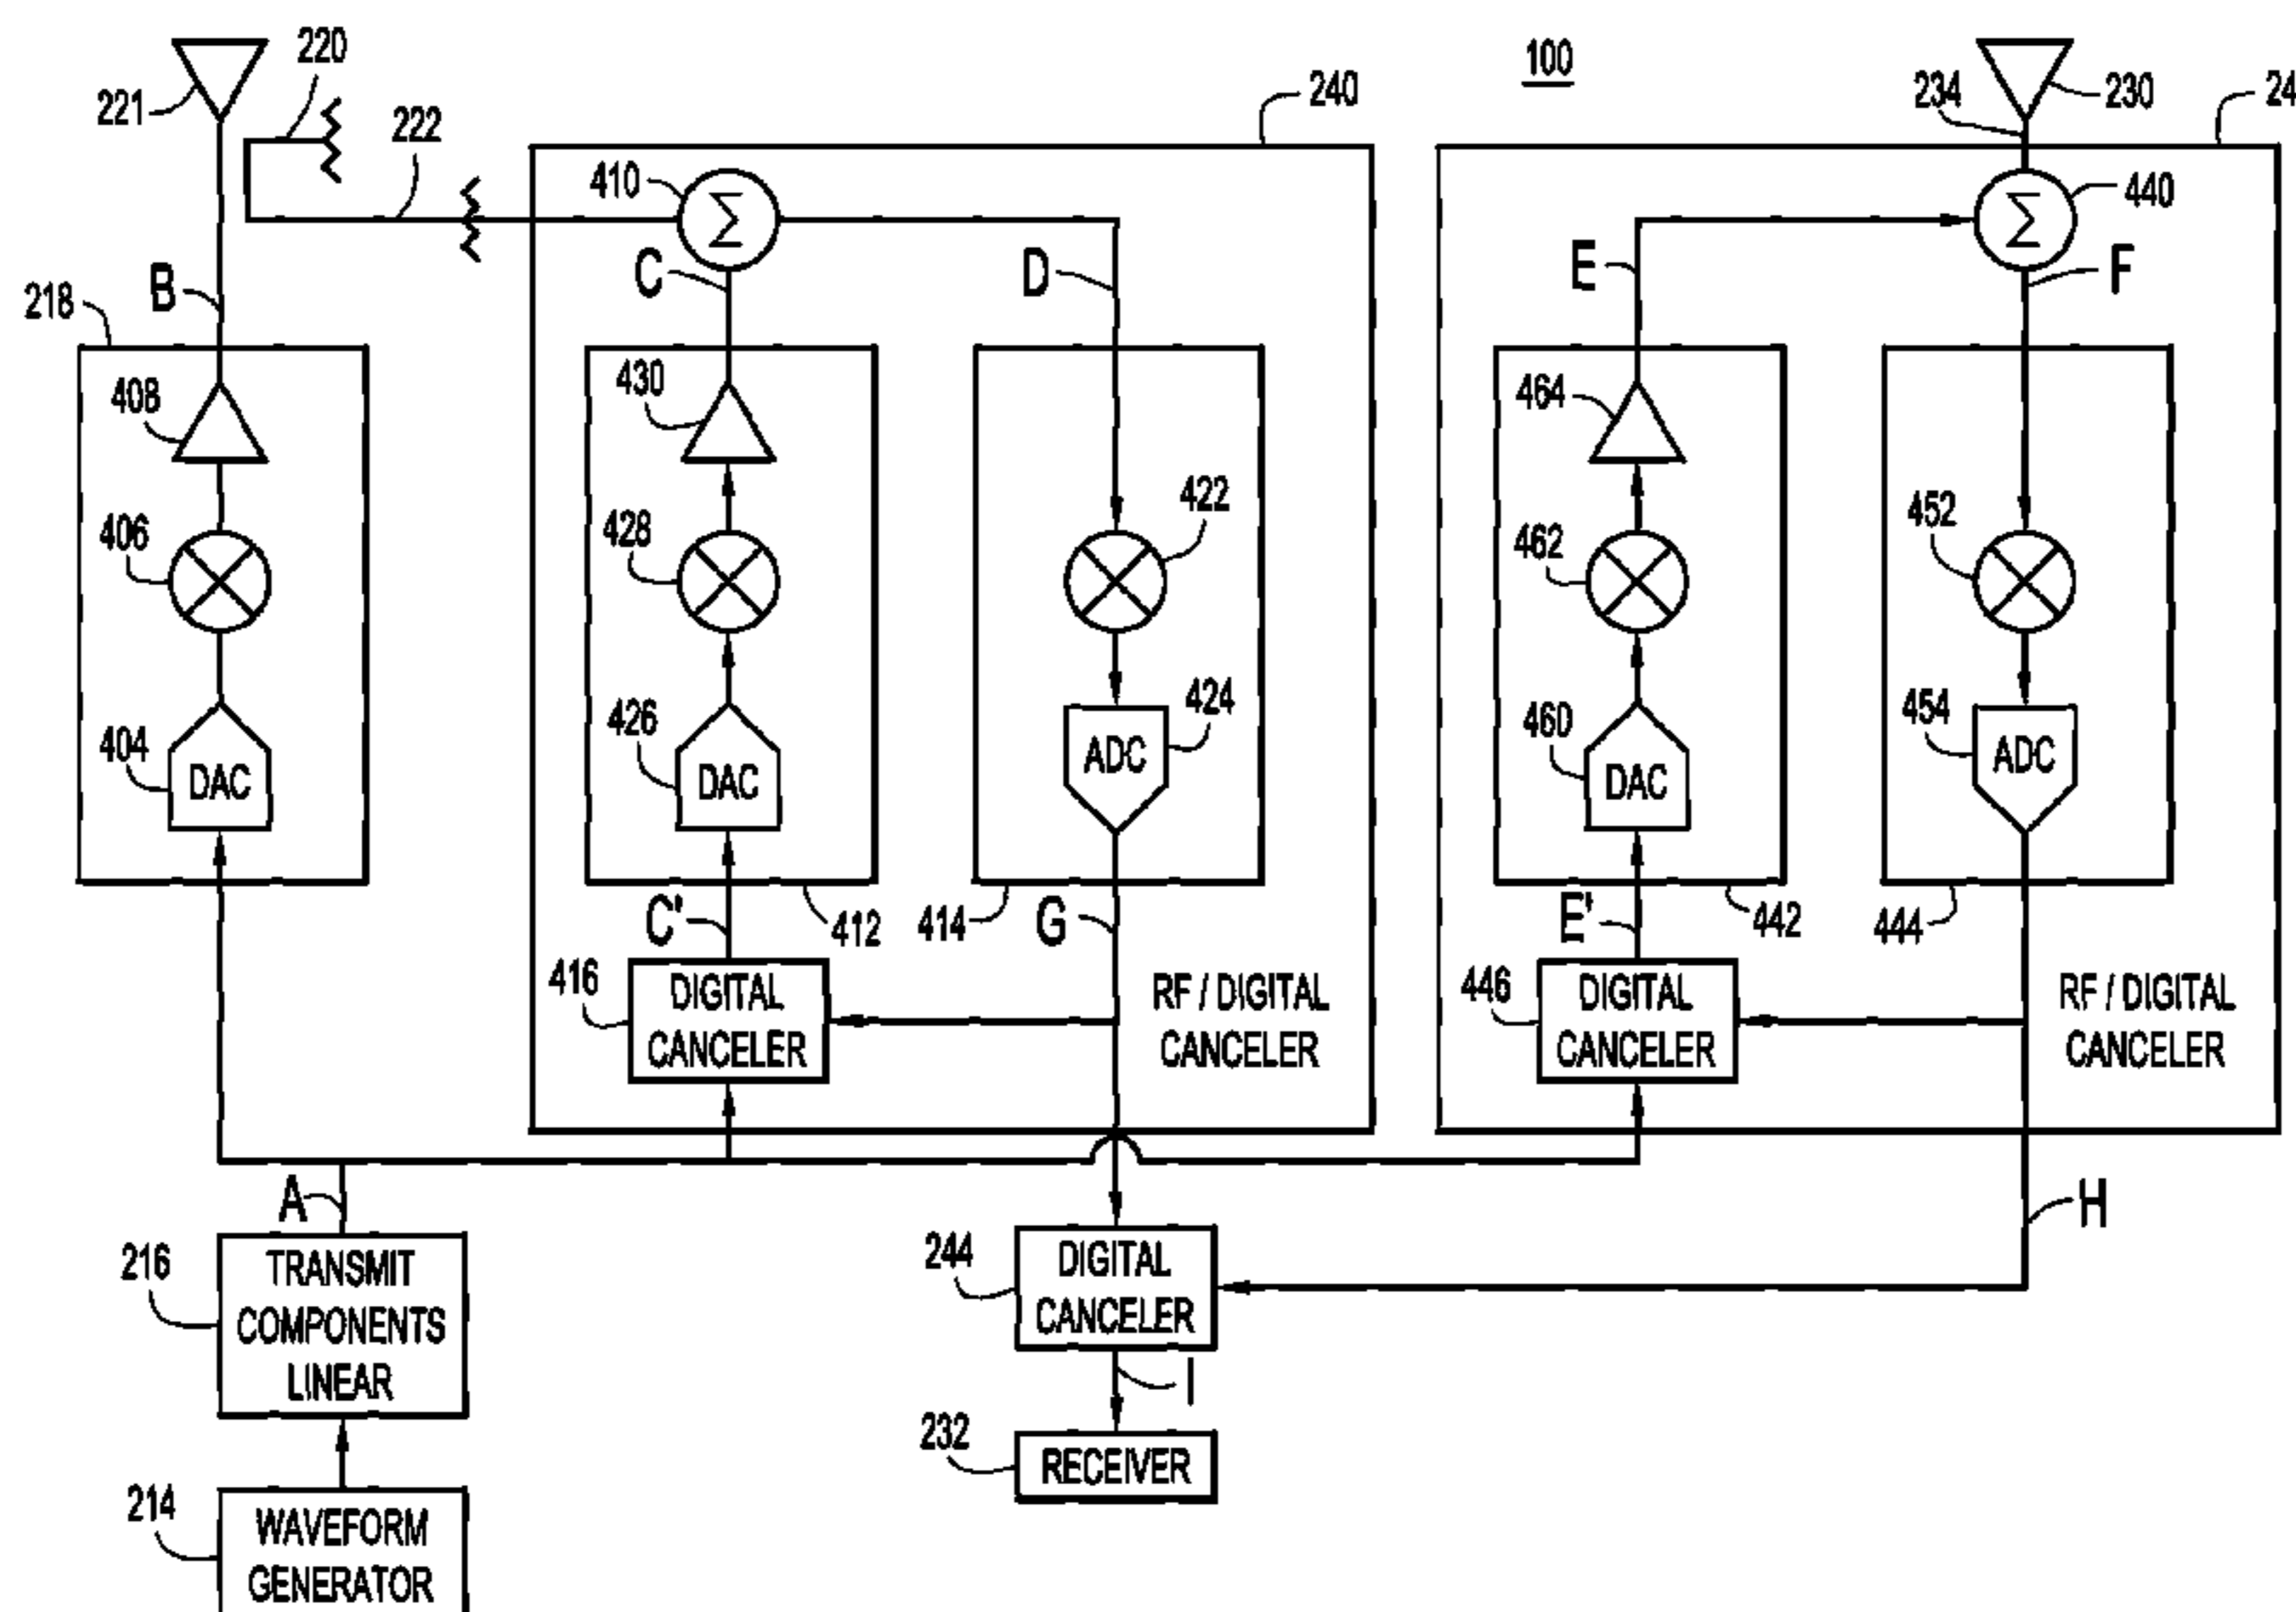 220
100
221
222
240
234
230
24
410
440
C
D
E
F
B
218
408
430
464
406
428
422
462
452
404
DAC
426
DAC
ADC
424
460
DAC
454
ADC
C'
412
414
G
E'
442
444
416
DIGITAL
CANCELER
RF / DIGITAL
CANCELER
446
DIGITAL
CANCELER
RF / DIGITAL
CANCELER
Σ
Σ
A
H
216
TRANSMIT
COMPONENTS
LINEAR
244
DIGITAL
CANCELER
I
232
RECEIVER
214
WAVEFORM
GENERATOR